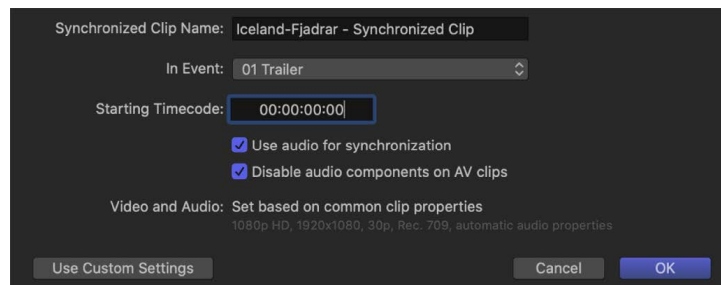 Synchronized Clip Name: Iceland-Fjadrar - Synchronized Clip
In Event: 01 Trailer
Starting Timecode: 00:00:00:00
Use audio for synchronization
Disable audio components on AV clips
Video and Audio: Set based on common clip properties
1080p HD, 1920x1080, 30p, Rec. 709, automatic audio properties
Use Custom Settings Cancel OK